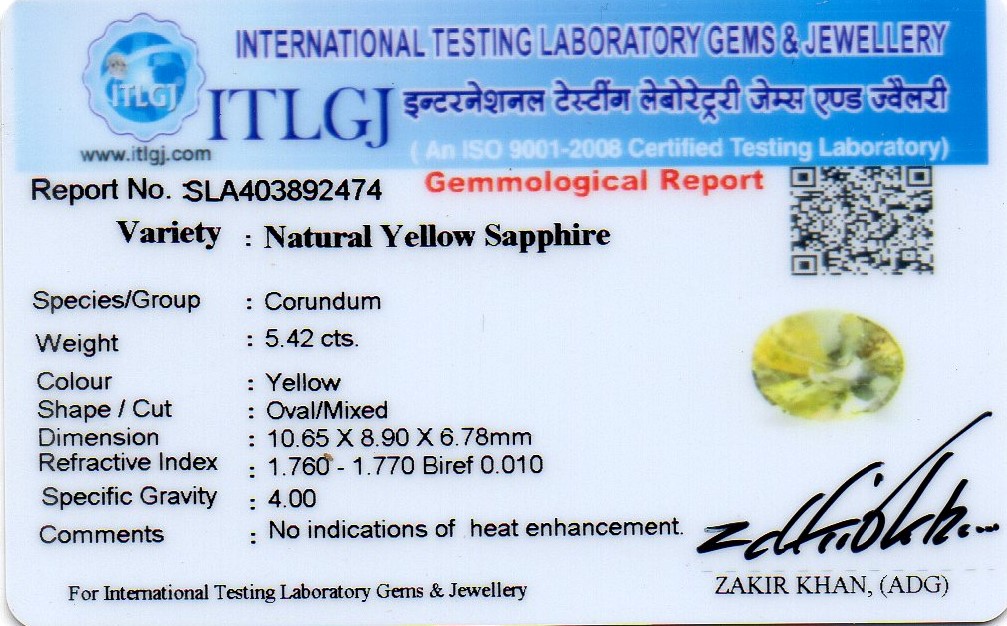 INTERNATIONAL TESTING LABORATORY GEMS & JEWELLERY
ITLGJ
ITLGJ
इन्टरनेशनल टेस्टींग लेबोरेट्ररी जेम्स एण्ड ज्वैलरी
www.itlgj.com
( An ISO 9001-2008 Certified Testing Laboratory)
Report No. :SLA403892474
Gemmological Report
Variety : Natural Yellow Sapphire
Species/Group : Corundum
Weight : 5.42 cts.
Colour : Yellow
Shape / Cut : Oval/Mixed
Dimension : 10.65 X 8.90 X 6.78mm
Refractive Index : 1.760 - 1.770 Biref 0.010
Specific Gravity : 4.00
Comments : No indications of heat enhancement.
ZAKIR KHAN, (ADG)
For International Testing Laboratory Gems & Jewellery